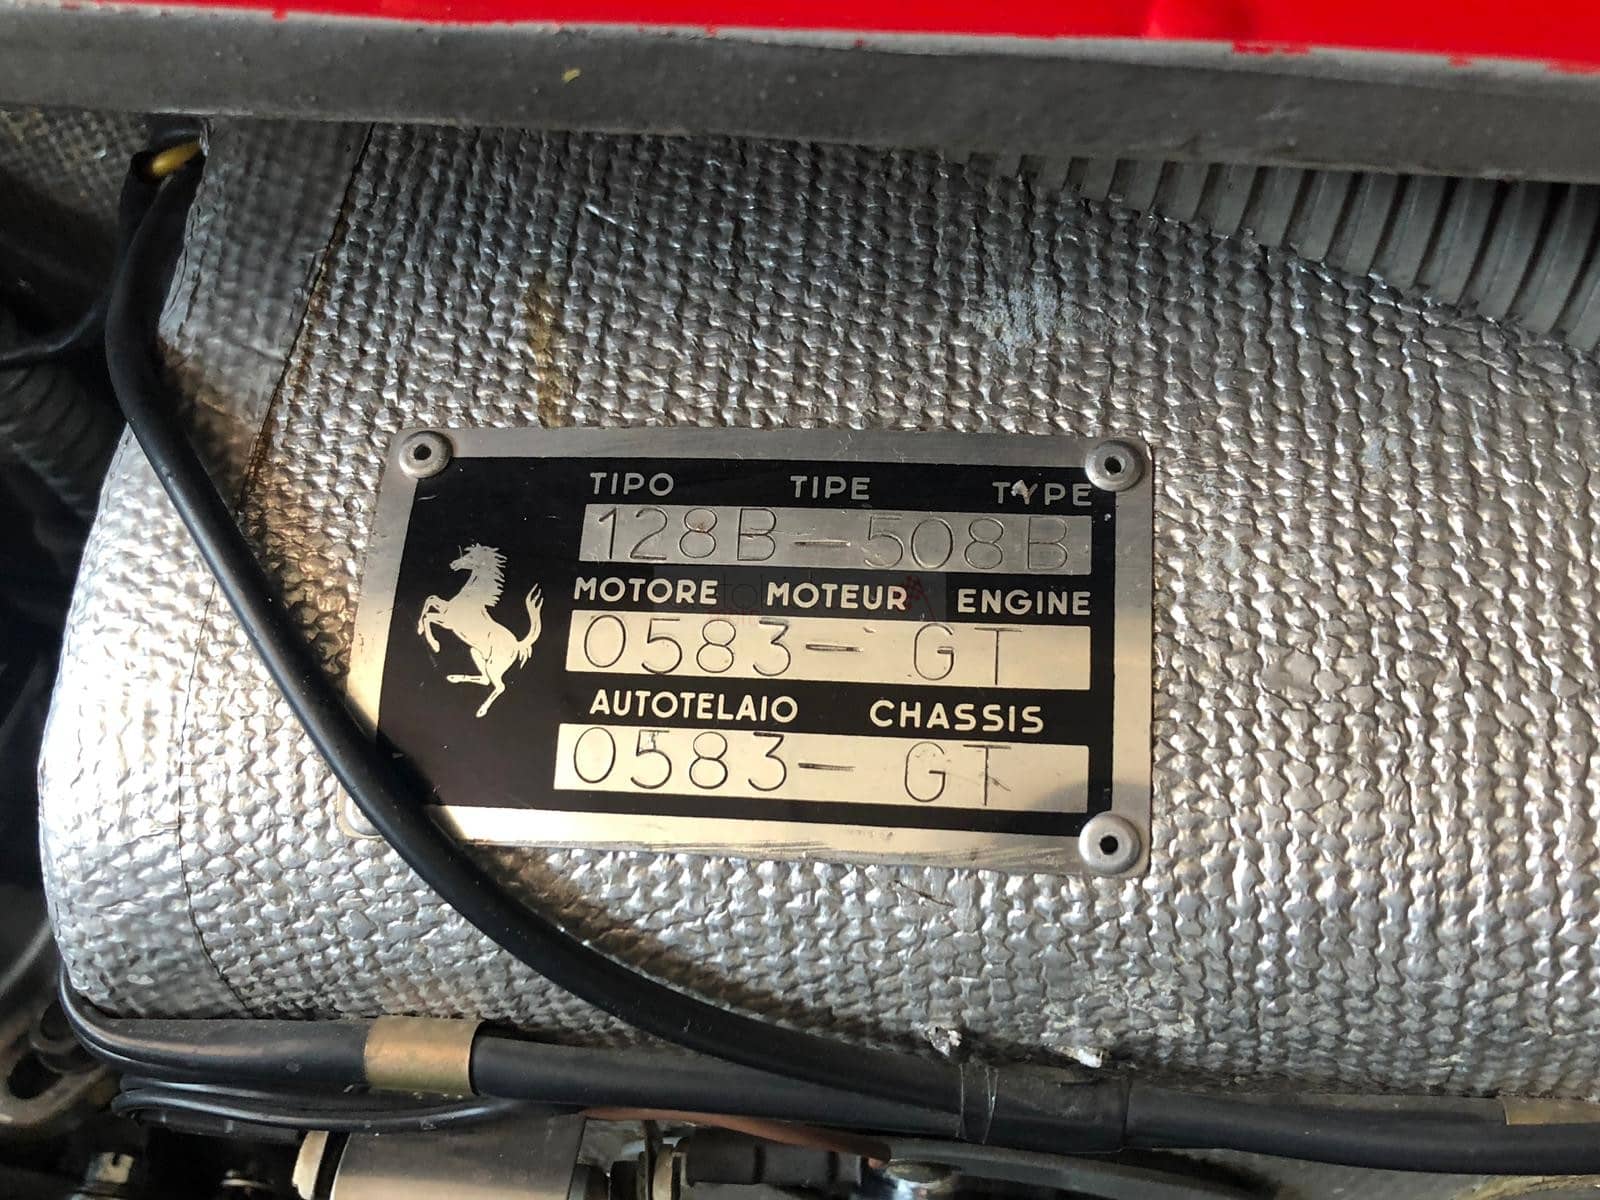 TIPO TIPE TYPE
128B-508B
MOTORE MOTEUR ENGINE
0583- GT
AUTOTELAIO CHASSIS
0583- GT